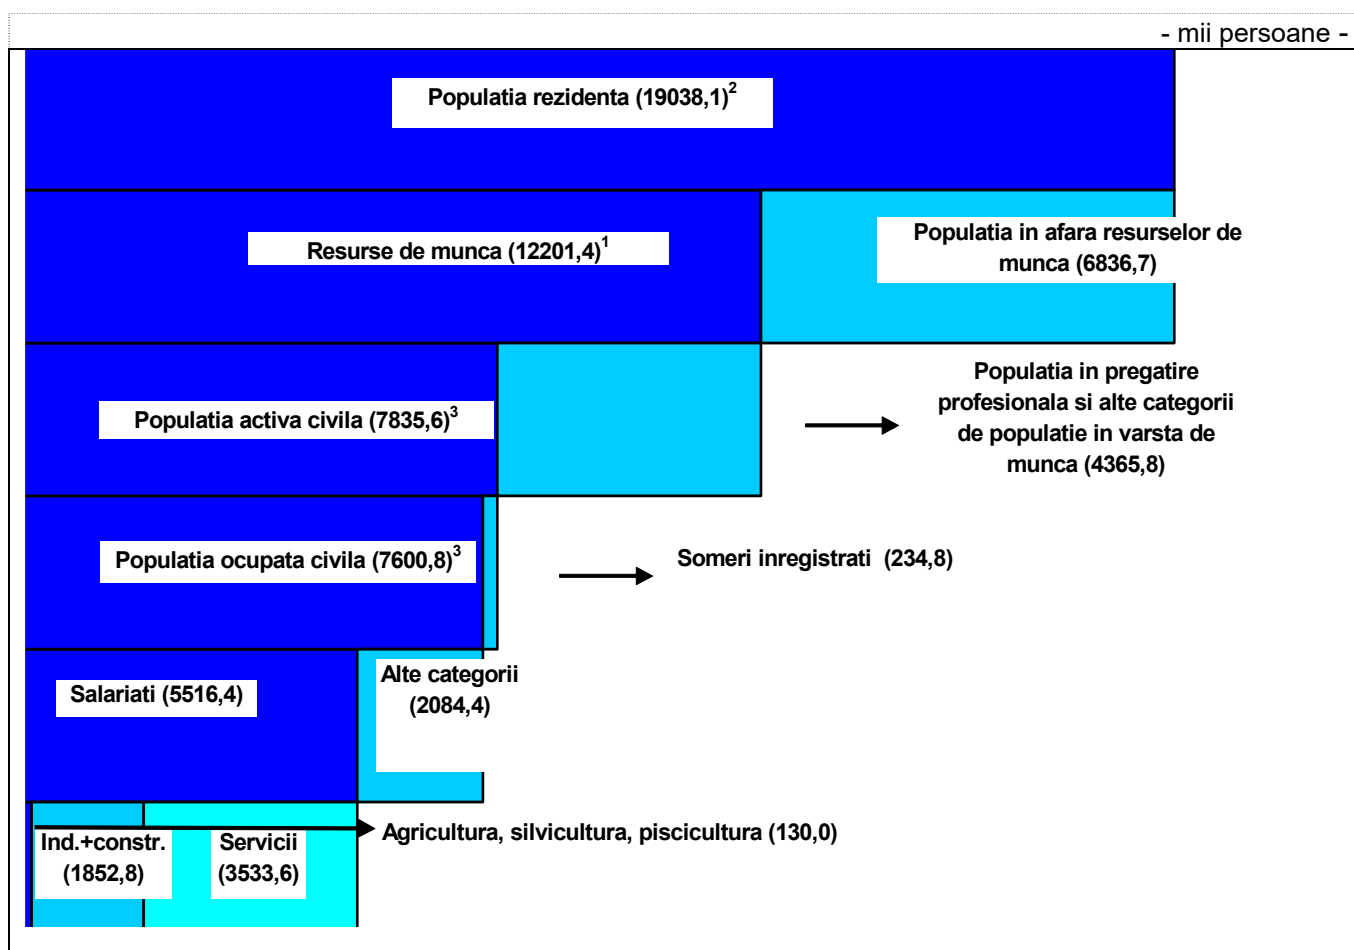 - mii persoane -
Populatia rezidenta (19038,1)2
Resurse de munca (12201,4)1
Populatia in afara resurselor de
munca (6836,7)
Populatia activa civila (7835,6)3
Populatia in pregatire
profesionala si alte categorii
de populatie in varsta de
munca (4365,8)
Populatia ocupata civila (7600,8)3
Someri inregistrati (234,8)
Salariati (5516,4)
Alte categorii
(2084,4)
Ind.+constr.
(1852,8)
Servicii
(3533,6)
Agricultura, silvicultura, piscicultura (130,0)